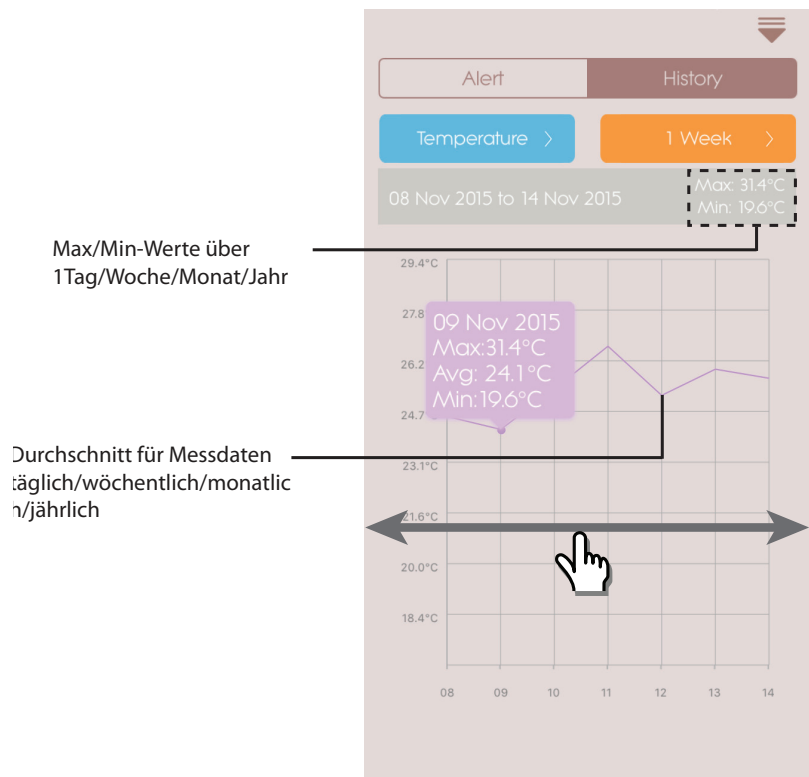 Alert
History
Temperature >
1 Week >
08 Nov 2015 to 14 Nov 2015
Max: 31.4°C
Min: 19.6°C
Max/Min-Werte über
1Tag/Woche/Monat/Jahr
29.4°C
27.8
09 Nov 2015
Max:31.4°C
Avg: 24.1°C
Min:19.6°C
26.2
24.7
Durchschnitt für Messdaten
täglich/wöchentlich/monatlic
h/jährlich
23.1°C
21.6°C
20.0°C
18.4°C
08 09 10 11 12 13 14